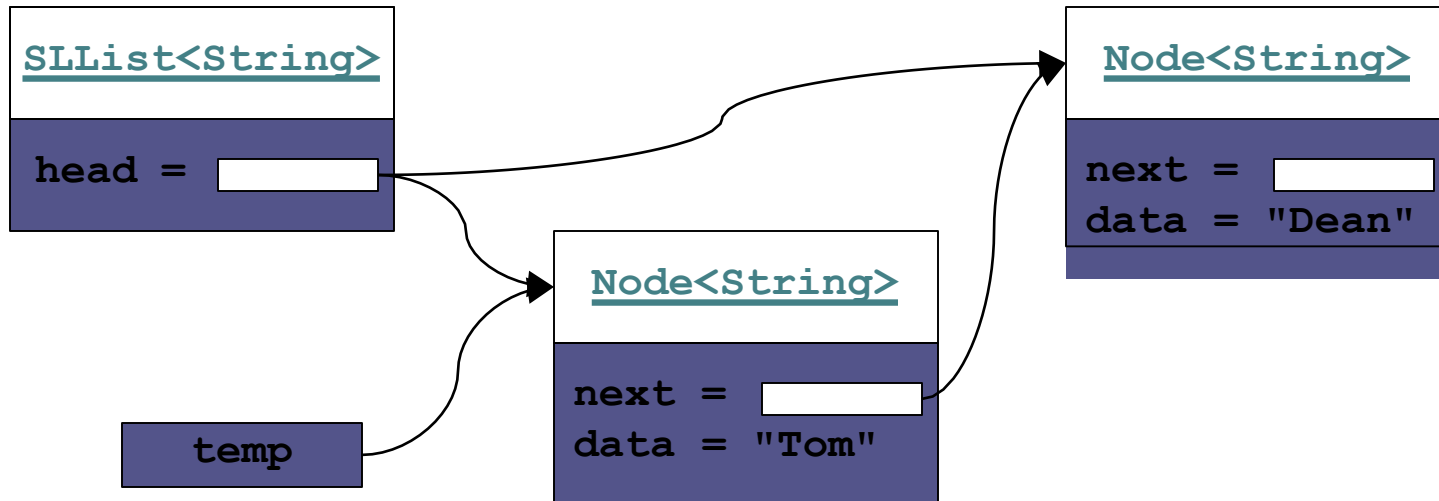 SLList<String>
head =
Node<String>
next =
data = "Dean"
Node<String>
next =
data = "Tom"
temp